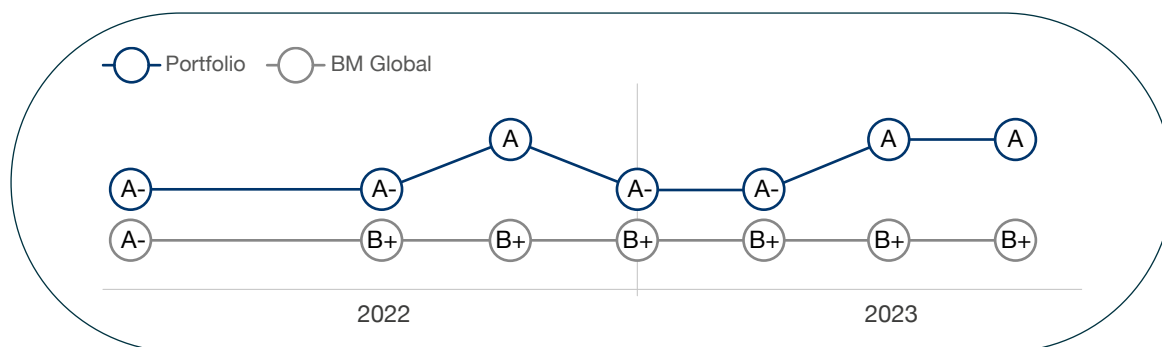 Portfolio BM Global
A
A
A
A-
A-
A-
A-
A-
B+
B+
B+
B+
B+
B+
2022
2023